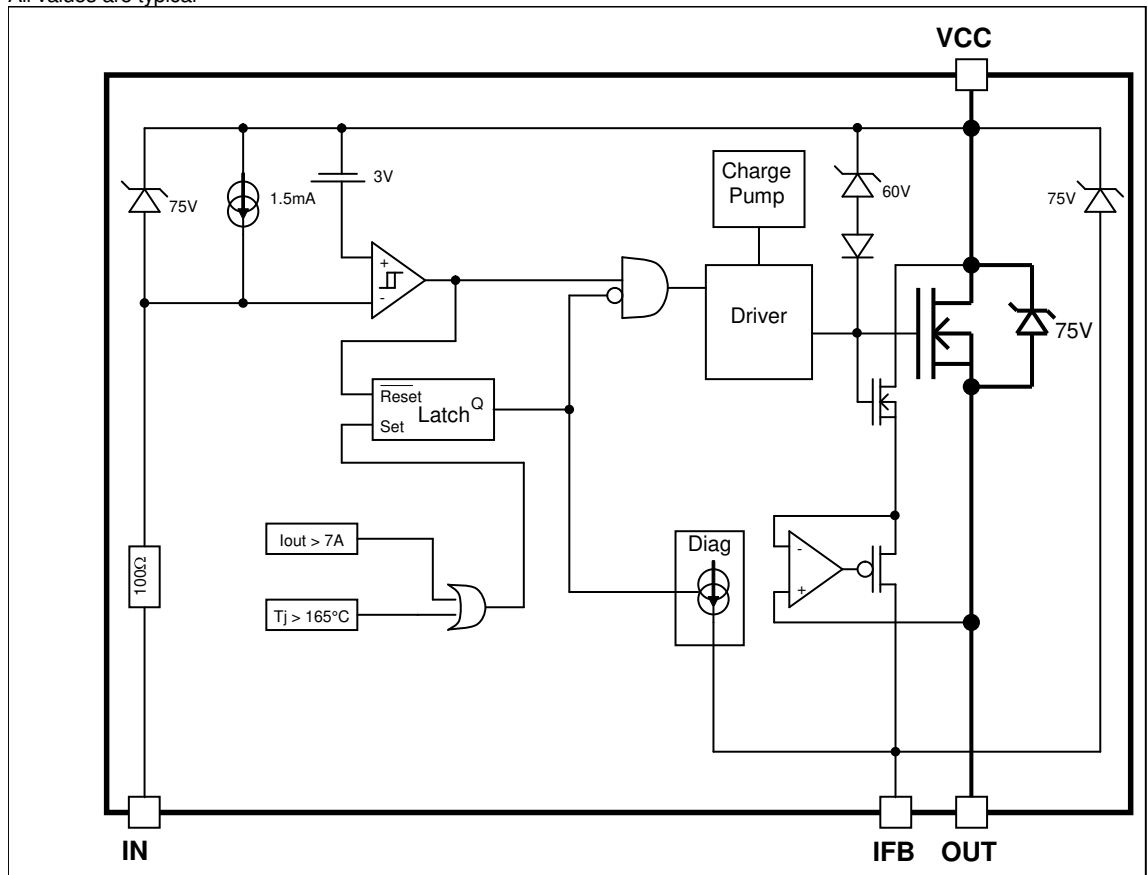 All values are typical
VCC
75V
1.5mA
3V
Charge
Pump
60V
75V
+
-
Driver
75V
Reset
Latch
Q
Set
Iout > 7A
Tj > 165°C
100Ω
Diag
-
+
IN
IFB
OUT